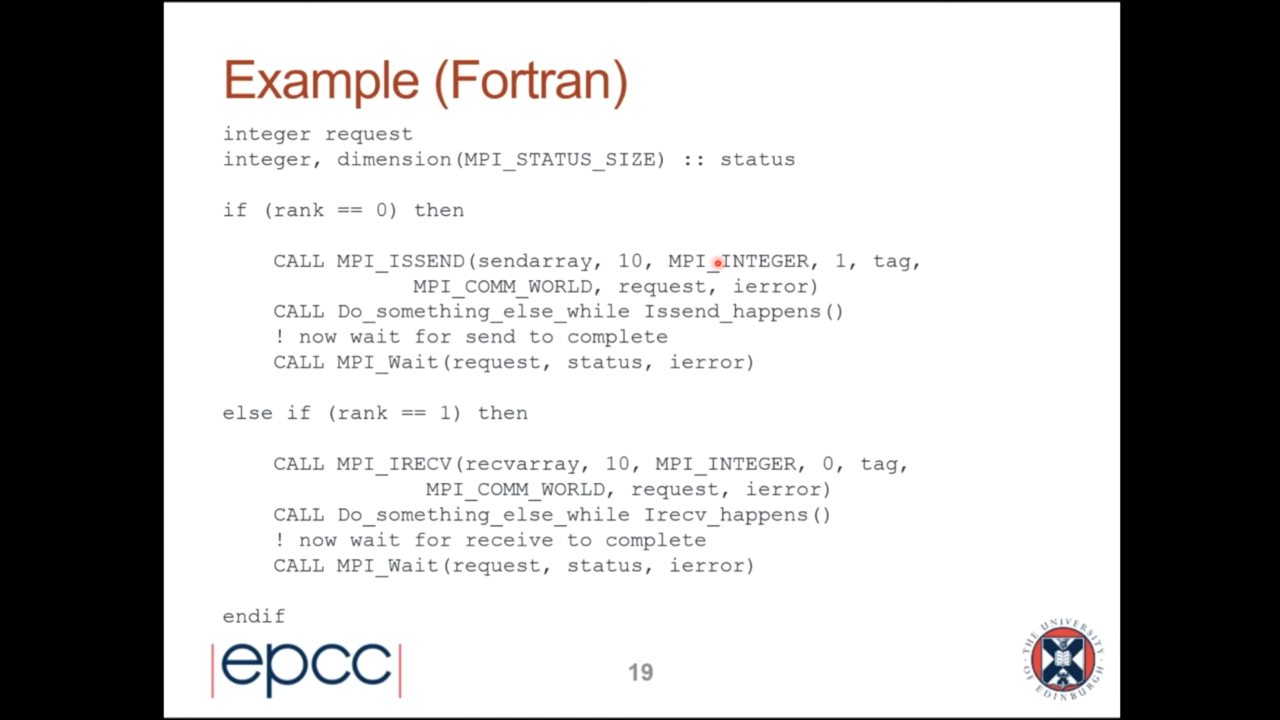 Example (Fortran)
integer request
integer, dimension(MPI_STATUS_SIZE) :: status
if (rank == 0) then
CALL MPI_ISSEND(sendarray, 10, MPI_INTEGER, 1, tag,
MPI_COMM_WORLD, request, ierror)
CALL Do_something_else_while Issend_happens()
! now wait for send to complete
CALL MPI_Wait(request, status, ierror)
else if (rank == 1) then
CALL MPI_IRECV(recvarray, 10, MPI_INTEGER, 0, tag,
MPI_COMM_WORLD, request, ierror)
CALL Do_something_else_while Irecv_happens()
! now wait for receive to complete
CALL MPI_Wait(request, status, ierror)
endif
epcc
19
THE UNIVERSITY OF EDINBURGH